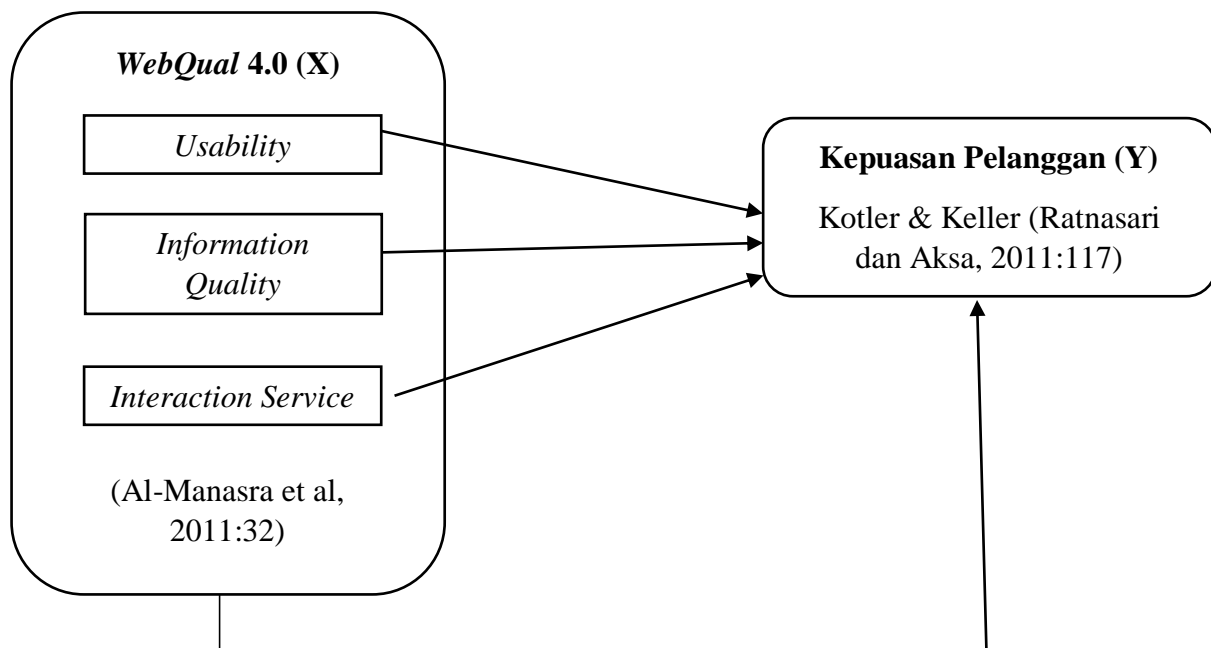 WebQual 4.0 (X)
Usability
Information
Quality
Interaction Service
(Al-Manasra et al,
2011:32)
Kepuasan Pelanggan (Y)
Kotler & Keller (Ratnasari
dan Aksa, 2011:117)